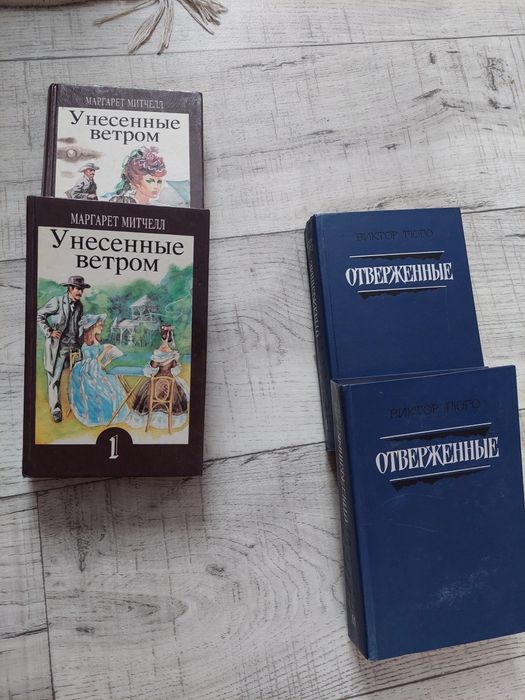 МАРГАРЕТ МИТЧЕЛЛ
УНЕСЕННЫЕ
ВЕТРОМ
МАРГАРЕТ МИТЧЕЛЛ
УНЕСЕННЫЕ
ВЕТРОМ
1
ВИКТОР ГЮГО
ОТВЕРЖЕННЫЕ
ВИКТОР ГЮГО
ОТВЕРЖЕННЫЕ